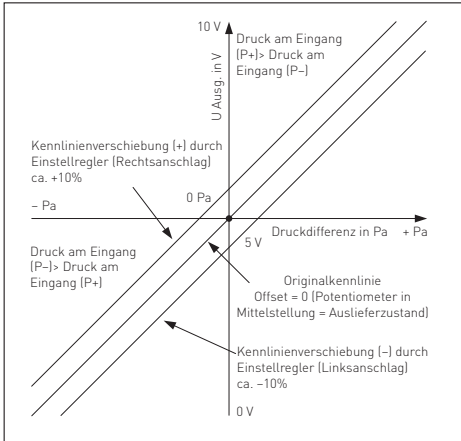 10 V
U Ausg. in V
Druck am Eingang
(P+)> Druck am
Eingang (P–)
Kennlinienverschiebung (+) durch
Einstellregler (Rechtsanschlag)
ca. +10%
0 Pa
– Pa
Druckdifferenz in Pa
+ Pa
5 V
Druck am Eingang
(P–)> Druck am
Eingang (P+)
Originalkennlinie
Offset = 0 (Potentiometer in
Mittelstellung = Auslieferzustand)
Kennlinienverschiebung (–) durch
Einstellregler (Linksanschlag)
ca. –10%
0 V